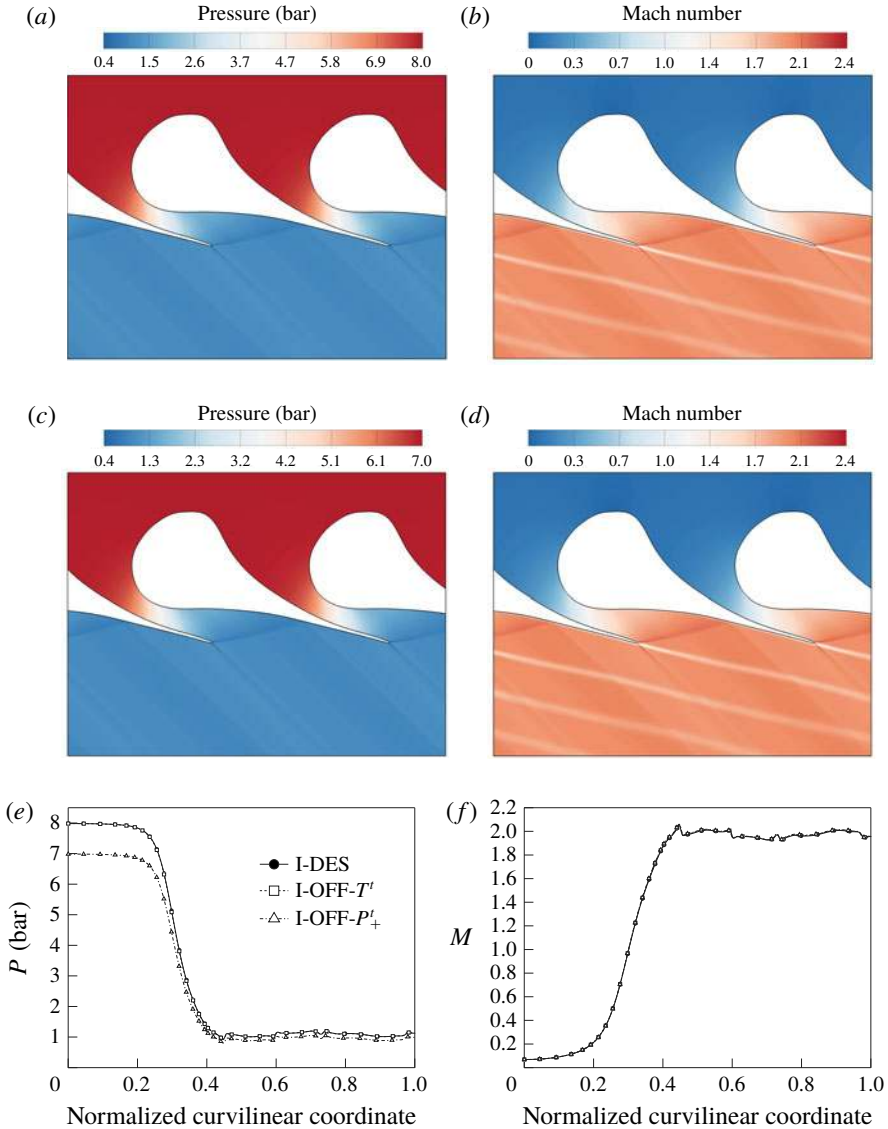 (a) Pressure (bar)
0.4 1.5 2.6 3.7 4.7 5.8 6.9 8.0
(b) Mach number
0 0.3 0.7 1.0 1.4 1.7 2.1 2.4
(c) Pressure (bar)
0.4 1.3 2.3 3.2 4.2 5.1 6.1 7.0
(d) Mach number
0 0.3 0.7 1.0 1.4 1.7 2.1 2.4
(e)
P (bar)
8
7
6
5
4
3
2
1
0 0.2 0.4 0.6 0.8 1.0
Normalized curvilinear coordinate
I-DES
I-OFF-T^t
I-OFF-P^t_+
(f)
M
2.2
2.0
1.8
1.6
1.4
1.2
1.0
0.8
0.6
0.4
0.2
0 0.2 0.4 0.6 0.8 1.0
Normalized curvilinear coordinate